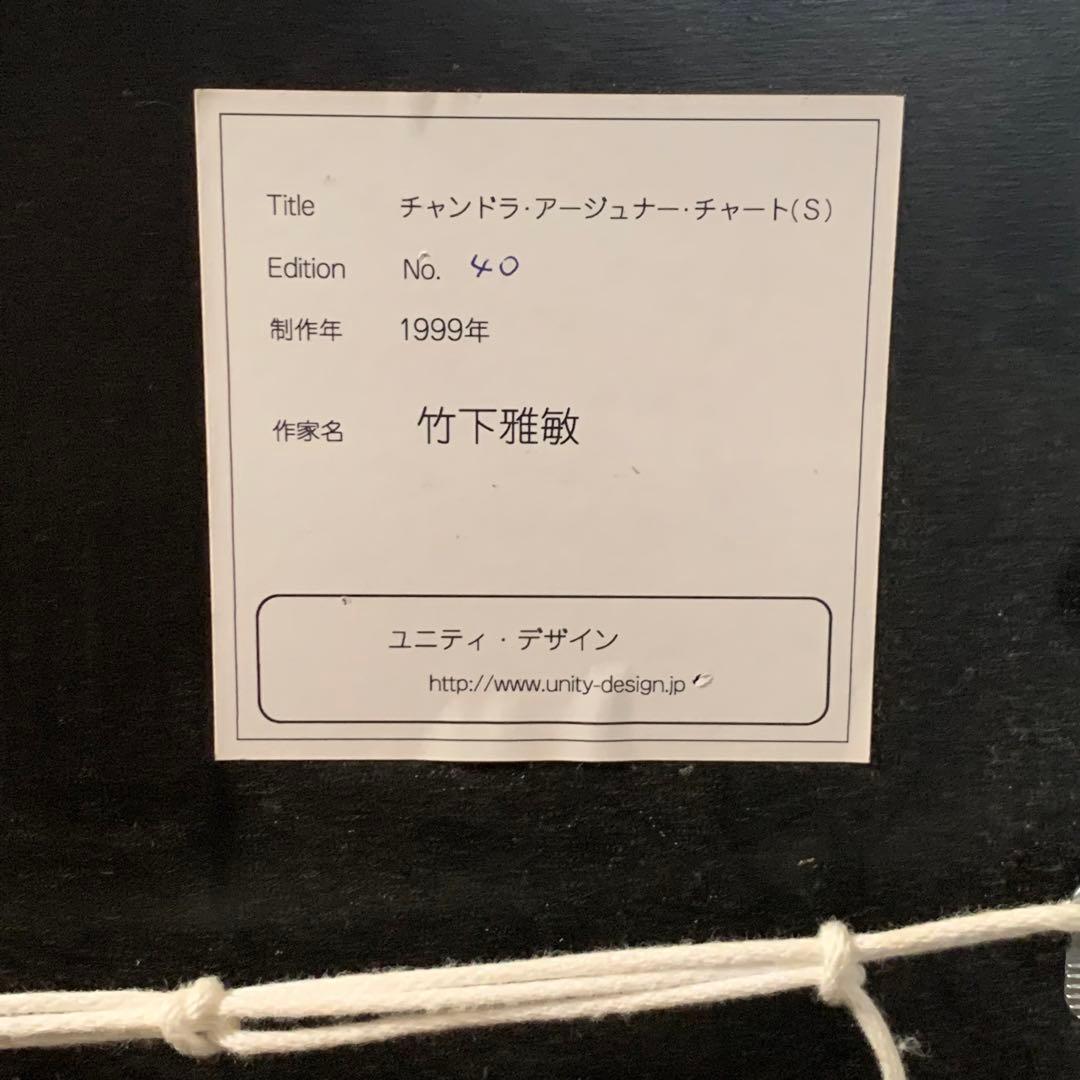 Title チャンドラ・アージュナー・チャート(S)
Edition No. 40
制作年 1999年
作家名 竹下雅敏
ユニティ・デザイン
http://www.unity-design.jp